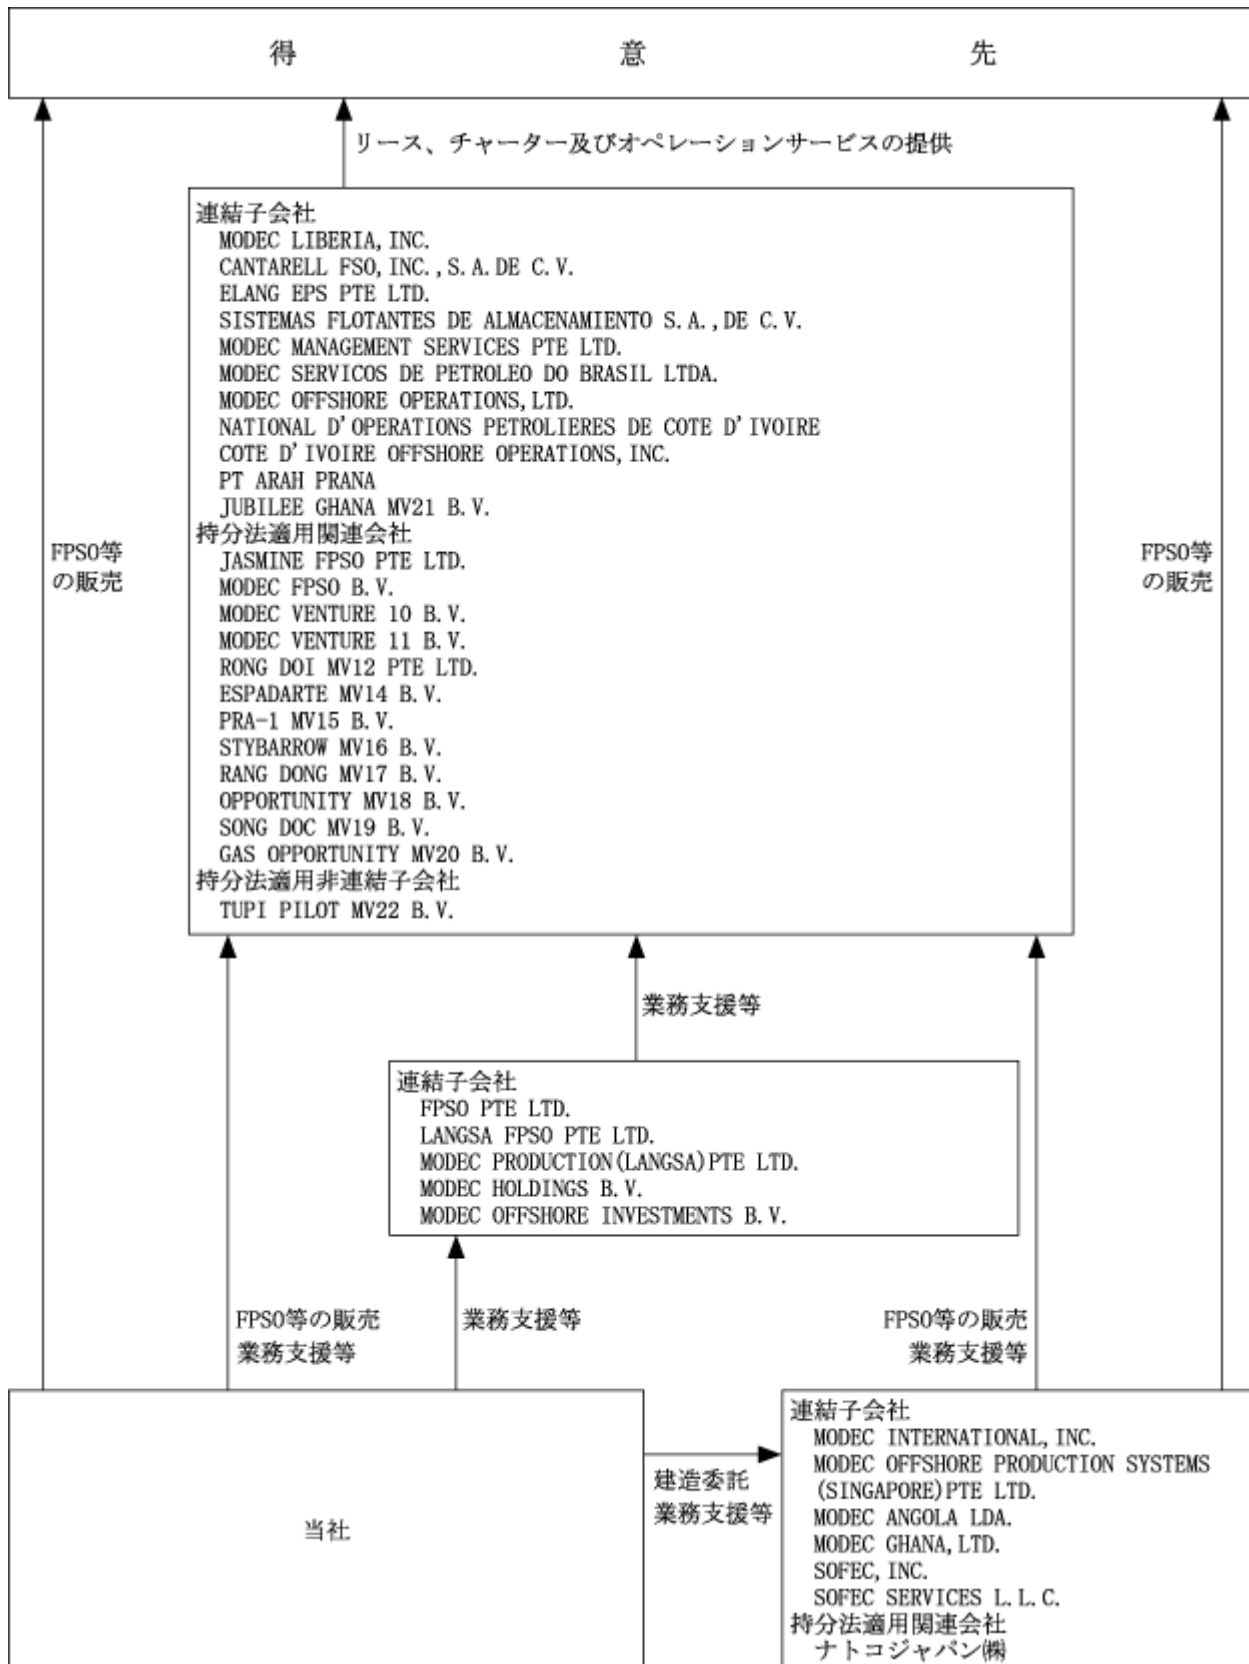 得意先
リース、チャーター及びオペレーションサービスの提供
連結子会社
MODEC LIBERIA,INC.
CANTARELL FSO,INC.,S.A.DE C.V.
ELANG EPS PTE LTD.
SISTEMAS FLOTANTES DE ALMACENAMIENTO S.A.,DE C.V.
MODEC MANAGEMENT SERVICES PTE LTD.
MODEC SERVICOS DE PETROLEO DO BRASIL LTDA.
MODEC OFFSHORE OPERATIONS,LTD.
NATIONAL D'OPERATIONS PETROLIERES DE COTE D'IVOIRE
COTE D'IVOIRE OFFSHORE OPERATIONS,INC.
PT ARAH PRANA
JUBILEE GHANA MV21 B.V.
持分法適用関連会社
JASMINE FPSO PTE LTD.
MODEC FPSO B.V.
MODEC VENTURE 10 B.V.
MODEC VENTURE 11 B.V.
RONG DOI MV12 PTE LTD.
ESPADARTE MV14 B.V.
PRA-1 MV15 B.V.
STYBARROW MV16 B.V.
RANG DONG MV17 B.V.
OPPORTUNITY MV18 B.V.
SONG DOC MV19 B.V.
GAS OPPORTUNITY MV20 B.V.
持分法適用非連結子会社
TUPI PILOT MV22 B.V.
FPSO等
の販売
FPSO等
の販売
業務支援等
連結子会社
FPSO PTE LTD.
LANGSA FPSO PTE LTD.
MODEC PRODUCTION(LANGSA)PTE LTD.
MODEC HOLDINGS B.V.
MODEC OFFSHORE INVESTMENTS B.V.
FPSO等の販売
業務支援等
業務支援等
FPSO等の販売
業務支援等
当社
建造委託
業務支援等
連結子会社
MODEC INTERNATIONAL,INC.
MODEC OFFSHORE PRODUCTION SYSTEMS
(SINGAPORE)PTE LTD.
MODEC ANGOLA LDA.
MODEC GHANA,LTD.
SOFEC,INC.
SOFEC SERVICES L.L.C.
持分法適用関連会社
ナトコジャパン㈱